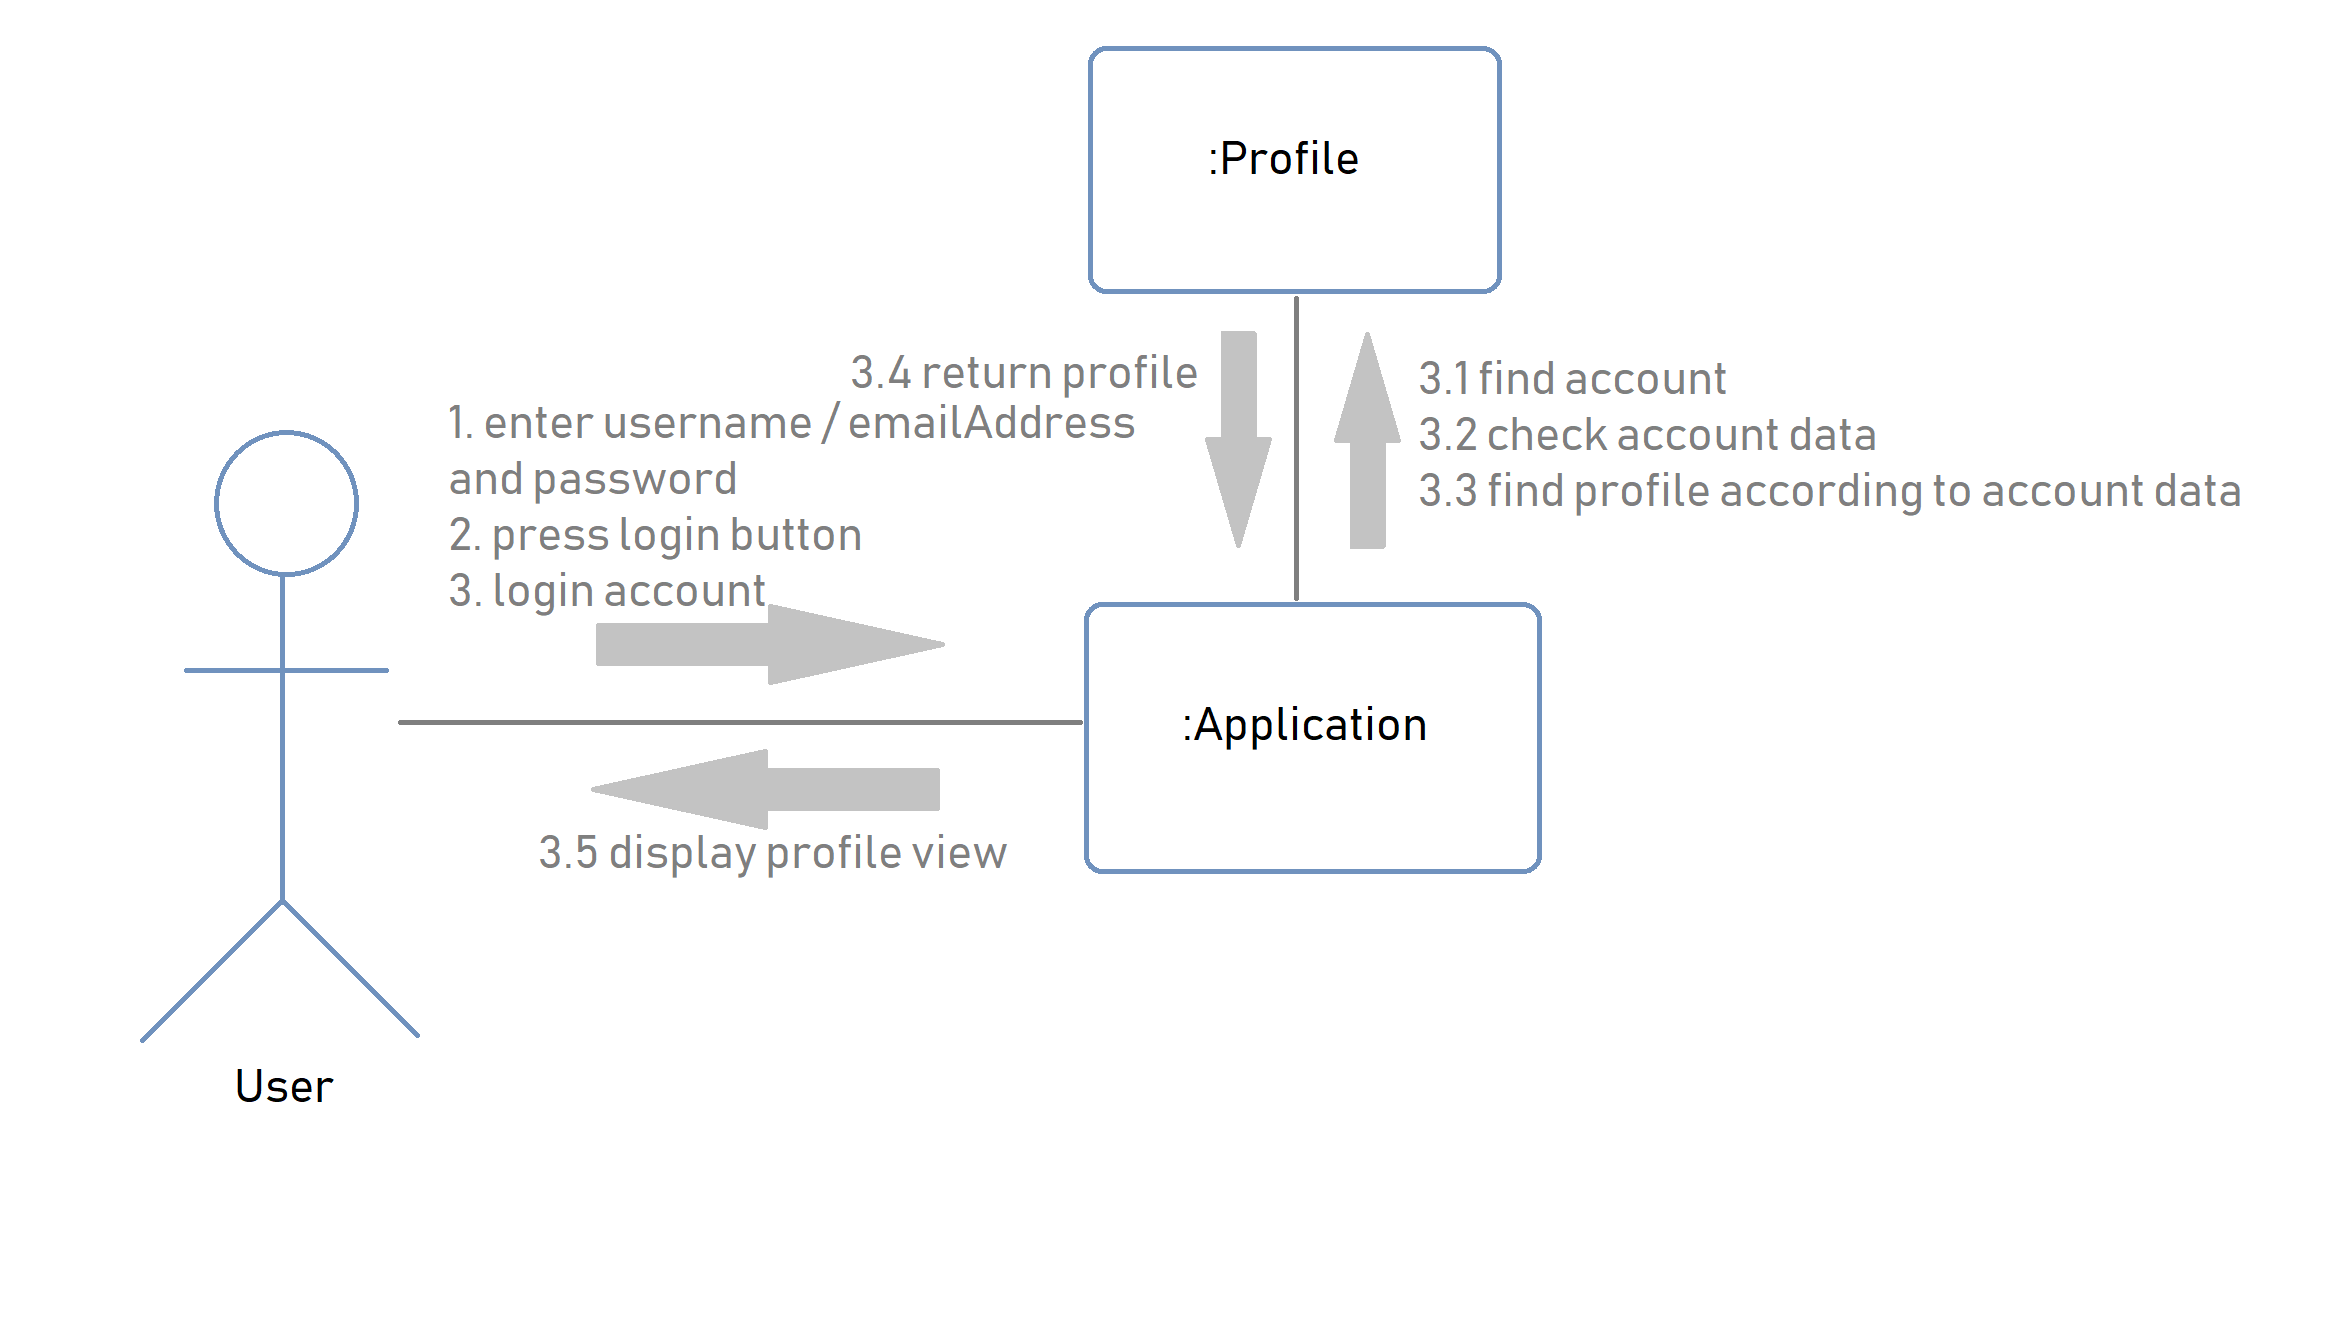 :Profile
3.4 return profile
1. enter username / emailAddress
and password
2. press login button
3. login account
3.1 find account
3.2 check account data
3.3 find profile according to account data
:Application
3.5 display profile view
User